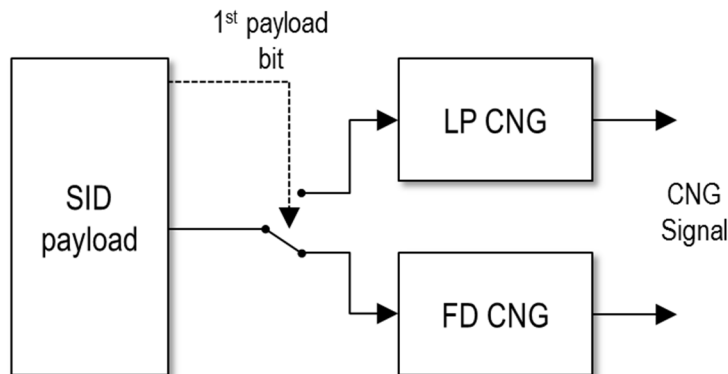 1st payload
bit
LP CNG
SID
payload
CNG
Signal
FD CNG